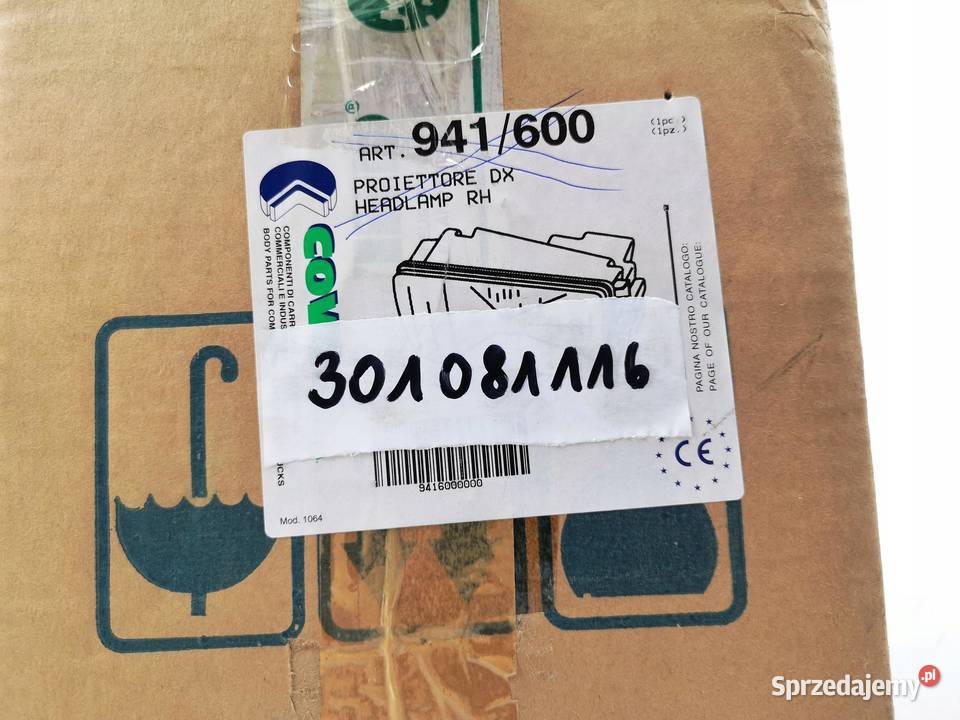 ART. 941/600
(1pc.)
(1pz.)
PROIETTORE DX
HEADLAMP RH
COMPONENTI DI CARR
COMMERCIALI E INDUS
BODY PARTS FOR COM
PAGINA NOSTRO CATALOGO:
PAGE OF OUR CATALOGUE:
301081116
CE
9416000000
Mod. 1064
Sprzedajemy.pl